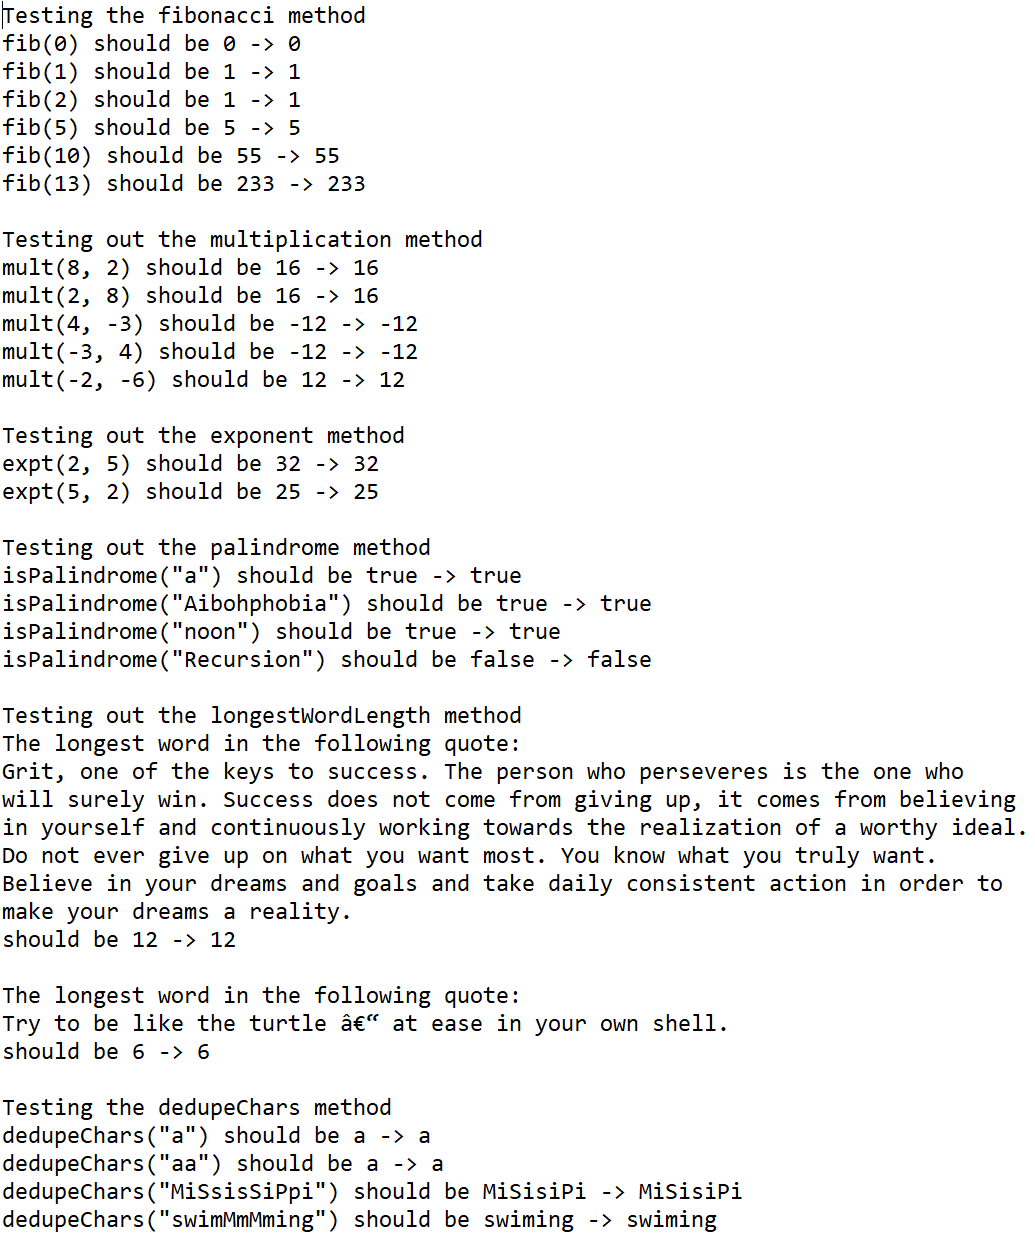 Testing the fibonacci method
fib(0) should be 0 -> 0
fib(1) should be 1 -> 1
fib(2) should be 1 -> 1
fib(5) should be 5 -> 5
fib(10) should be 55 -> 55
fib(13) should be 233 -> 233

Testing out the multiplication method
mult(8, 2) should be 16 -> 16
mult(2, 8) should be 16 -> 16
mult(4, -3) should be -12 -> -12
mult(-3, 4) should be -12 -> -12
mult(-2, -6) should be 12 -> 12

Testing out the exponent method
expt(2, 5) should be 32 -> 32
expt(5, 2) should be 25 -> 25

Testing out the palindrome method
isPalindrome("a") should be true -> true
isPalindrome("Aibohphobia") should be true -> true
isPalindrome("noon") should be true -> true
isPalindrome("Recursion") should be false -> false

Testing out the longestWordLength method
The longest word in the following quote:
Grit, one of the keys to success. The person who perseveres is the one who
will surely win. Success does not come from giving up, it comes from believing
in yourself and continuously working towards the realization of a worthy ideal.
Do not ever give up on what you want most. You know what you truly want.
Believe in your dreams and goals and take daily consistent action in order to
make your dreams a reality.
should be 12 -> 12

The longest word in the following quote:
Try to be like the turtle â€“ at ease in your own shell.
should be 6 -> 6

Testing the dedupeChars method
dedupeChars("a") should be a -> a
dedupeChars("aa") should be a -> a
dedupeChars("MiSsisSiPpi") should be MiSisiPi -> MiSisiPi
dedupeChars("swimMmMming") should be swiming -> swiming